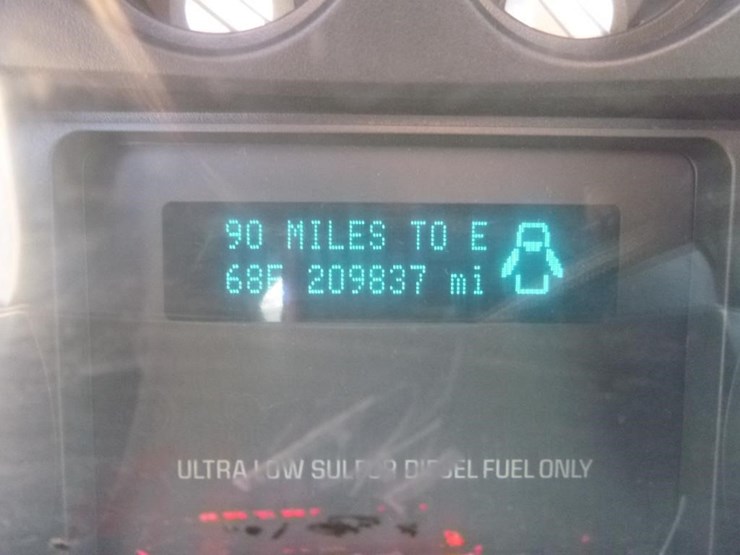 90 MILES TO E
68F 209837 mi
ULTRA LOW SULFUR DIESEL FUEL ONLY